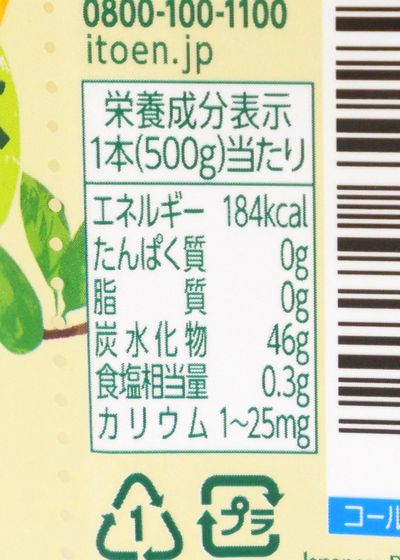 0800-100-1100
itoen.jp
栄養成分表示
1本(500g)当たり
エネルギー 184kcal
たんぱく質 0g
脂質 0g
炭水化物 46g
食塩相当量 0.3g
カリウム 1~25mg
1
プラ
コール